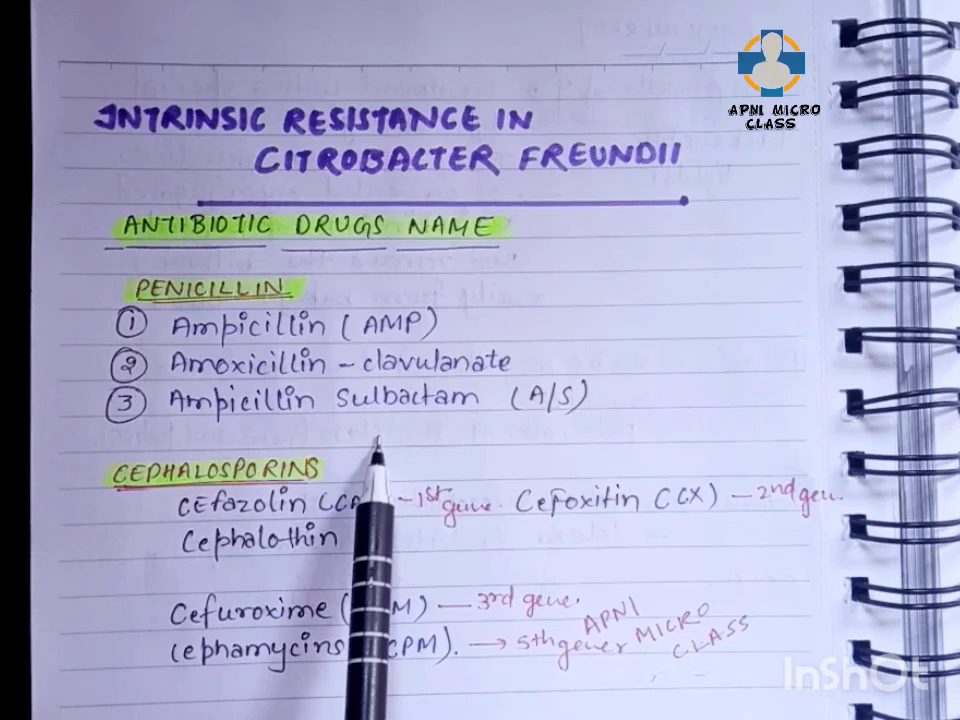 APNI MICRO
CLASS
INTRINSIC RESISTANCE IN
CITROBACTER FREUNDII
ANTIBIOTIC DRUGS NAME
PENICILLIN
① Ampicillin (AMP)
② Amoxicillin - clavulanate
③ Ampicillin Sulbactam (A/S)
CEPHALOSPORINS
CEfazolin - 1st gene. Cefoxitin (CX) - 2nd gen.
Cephalothin
Cefuroxime ( M) — 3rd gene.
Cephamycins CPM). → 5th gener
APNI
MICRO
CLASS
InShOt